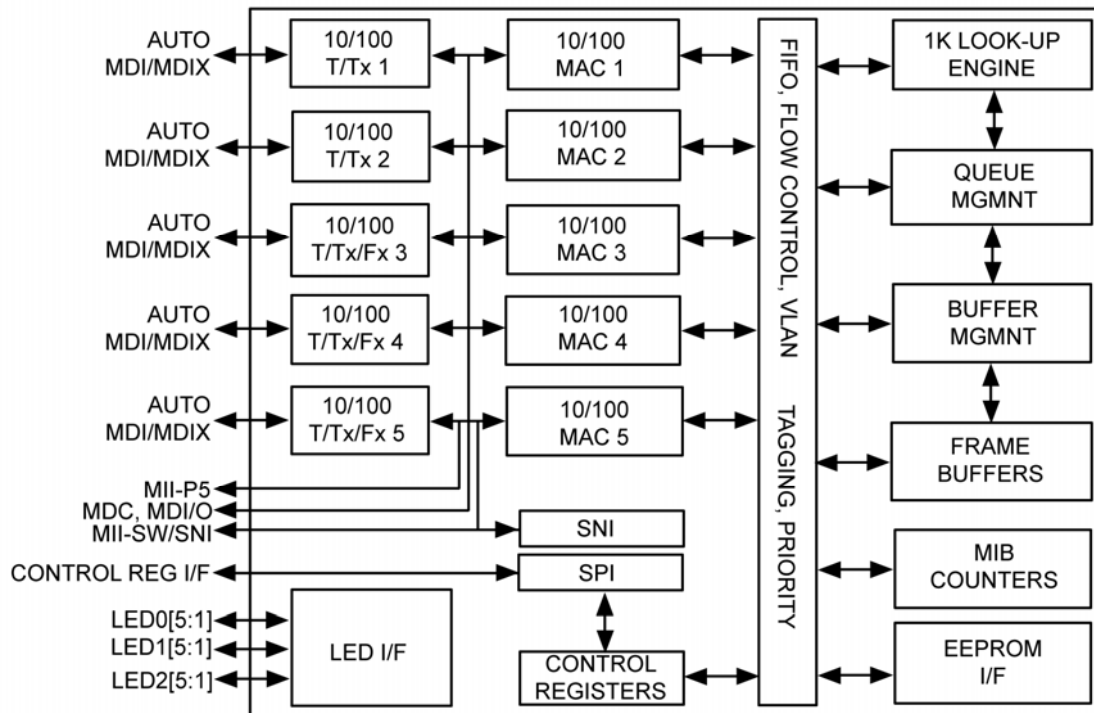 AUTO
MDI/MDIX
10/100
T/Tx 1
10/100
MAC 1
1K LOOK-UP
ENGINE
AUTO
MDI/MDIX
10/100
T/Tx 2
10/100
MAC 2
QUEUE
MGMNT
AUTO
MDI/MDIX
10/100
T/Tx/Fx 3
10/100
MAC 3
AUTO
MDI/MDIX
10/100
T/Tx/Fx 4
10/100
MAC 4
BUFFER
MGMNT
AUTO
MDI/MDIX
10/100
T/Tx/Fx 5
10/100
MAC 5
FRAME
BUFFERS
FIFO, FLOW CONTROL, VLAN TAGGING, PRIORITY
MII-P5
MDC, MDI/O
MII-SW/SNI
SNI
CONTROL REG I/F
SPI
MIB
COUNTERS
LED0[5:1]
LED1[5:1]
LED2[5:1]
LED I/F
CONTROL
REGISTERS
EEPROM
I/F